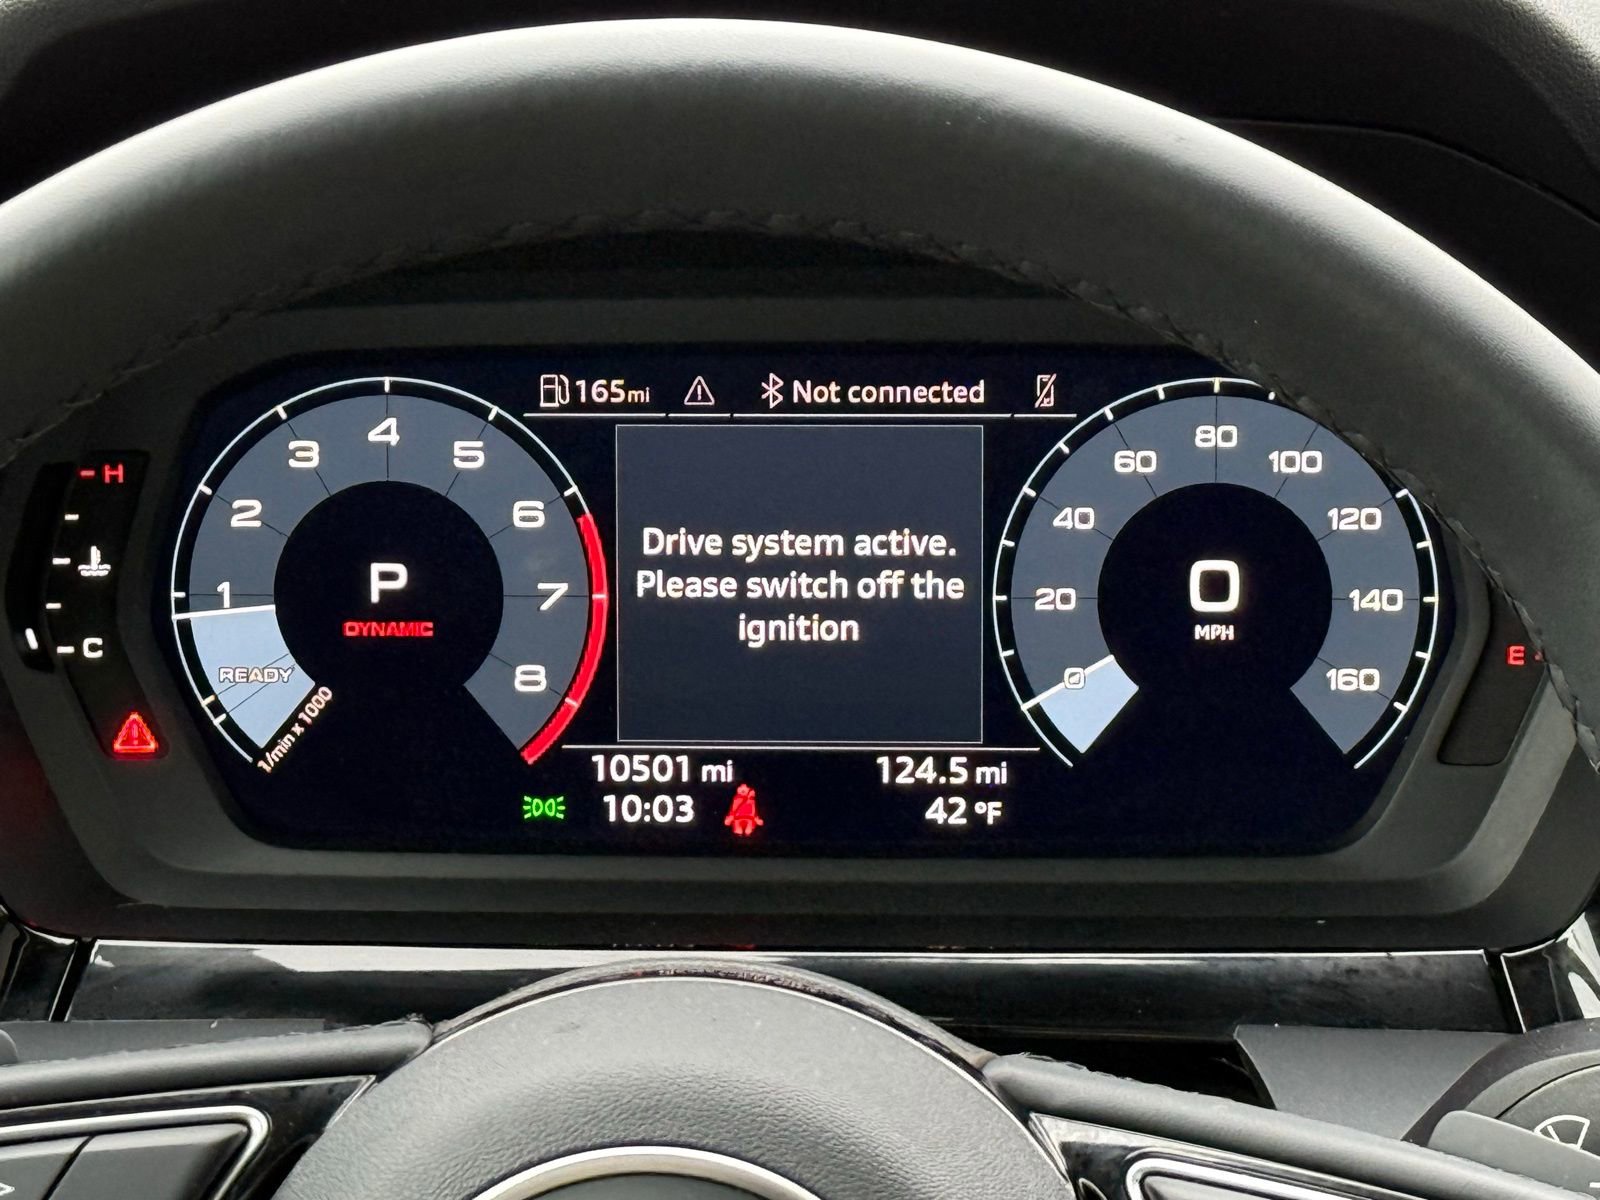 165mi
Not connected
H
C
1
2
3
4
5
6
7
8
READY
1/min x 1000
P
DYNAMIC
Drive system active.
Please switch off the
ignition
0
20
40
60
80
100
120
140
160
0
MPH
E
10501 mi
124.5 mi
10:03
42 °F